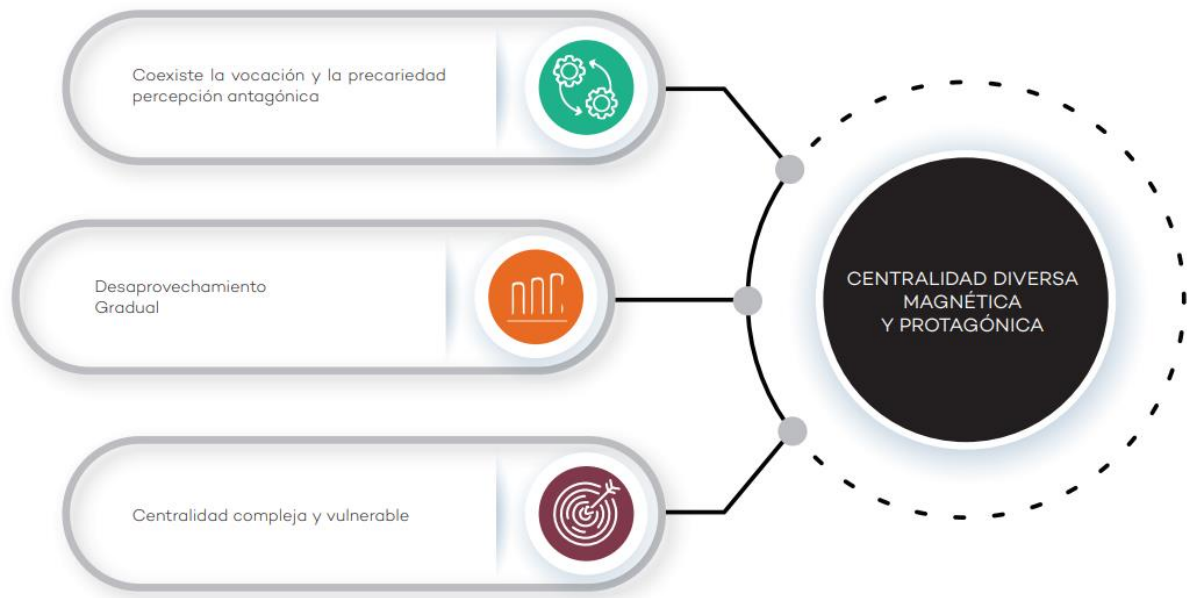 Coexiste la vocación y la precariedad
percepción antagónica
Desaprovechamiento
Gradual
Centralidad compleja y vulnerable
CENTRALIDAD DIVERSA
MAGNÉTICA
Y PROTAGÓNICA